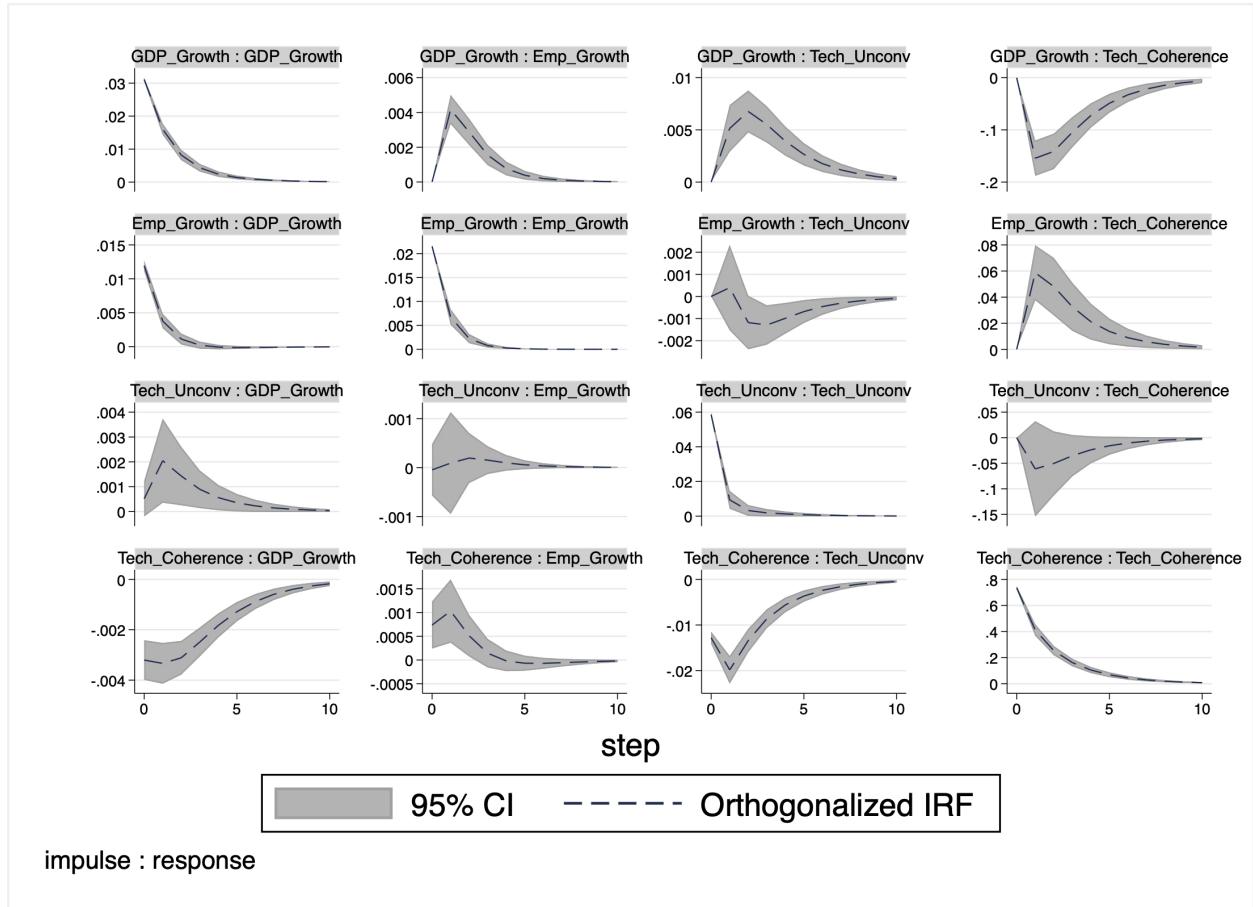 GDP_Growth : GDP_Growth
GDP_Growth : Emp_Growth
GDP_Growth : Tech_Unconv
GDP_Growth : Tech_Coherence
.03
.02
.01
0
.006
.004
.002
0
.01
.005
0
0
-.1
-.2
Emp_Growth : GDP_Growth
Emp_Growth : Emp_Growth
Emp_Growth : Tech_Unconv
Emp_Growth : Tech_Coherence
.015
.01
.005
0
.02
.01
.005
0
.002
.001
0
-.001
-.002
.08
.06
.04
.02
0
Tech_Unconv : GDP_Growth
Tech_Unconv : Emp_Growth
Tech_Unconv : Tech_Unconv
Tech_Unconv : Tech_Coherence
.004
.003
.002
.001
0
.001
0
-.001
.06
.04
.02
0
.05
0
-.05
-.1
-.15
Tech_Coherence : GDP_Growth
Tech_Coherence : Emp_Growth
Tech_Coherence : Tech_Unconv
Tech_Coherence : Tech_Coherence
0
-.002
-.004
.0015
.001
.0005
0
-.0005
0
-.01
-.02
.8
.6
.4
.2
0
0 5 10
0 5 10
0 5 10
0 5 10
step
95% CI
Orthogonalized IRF
impulse : response